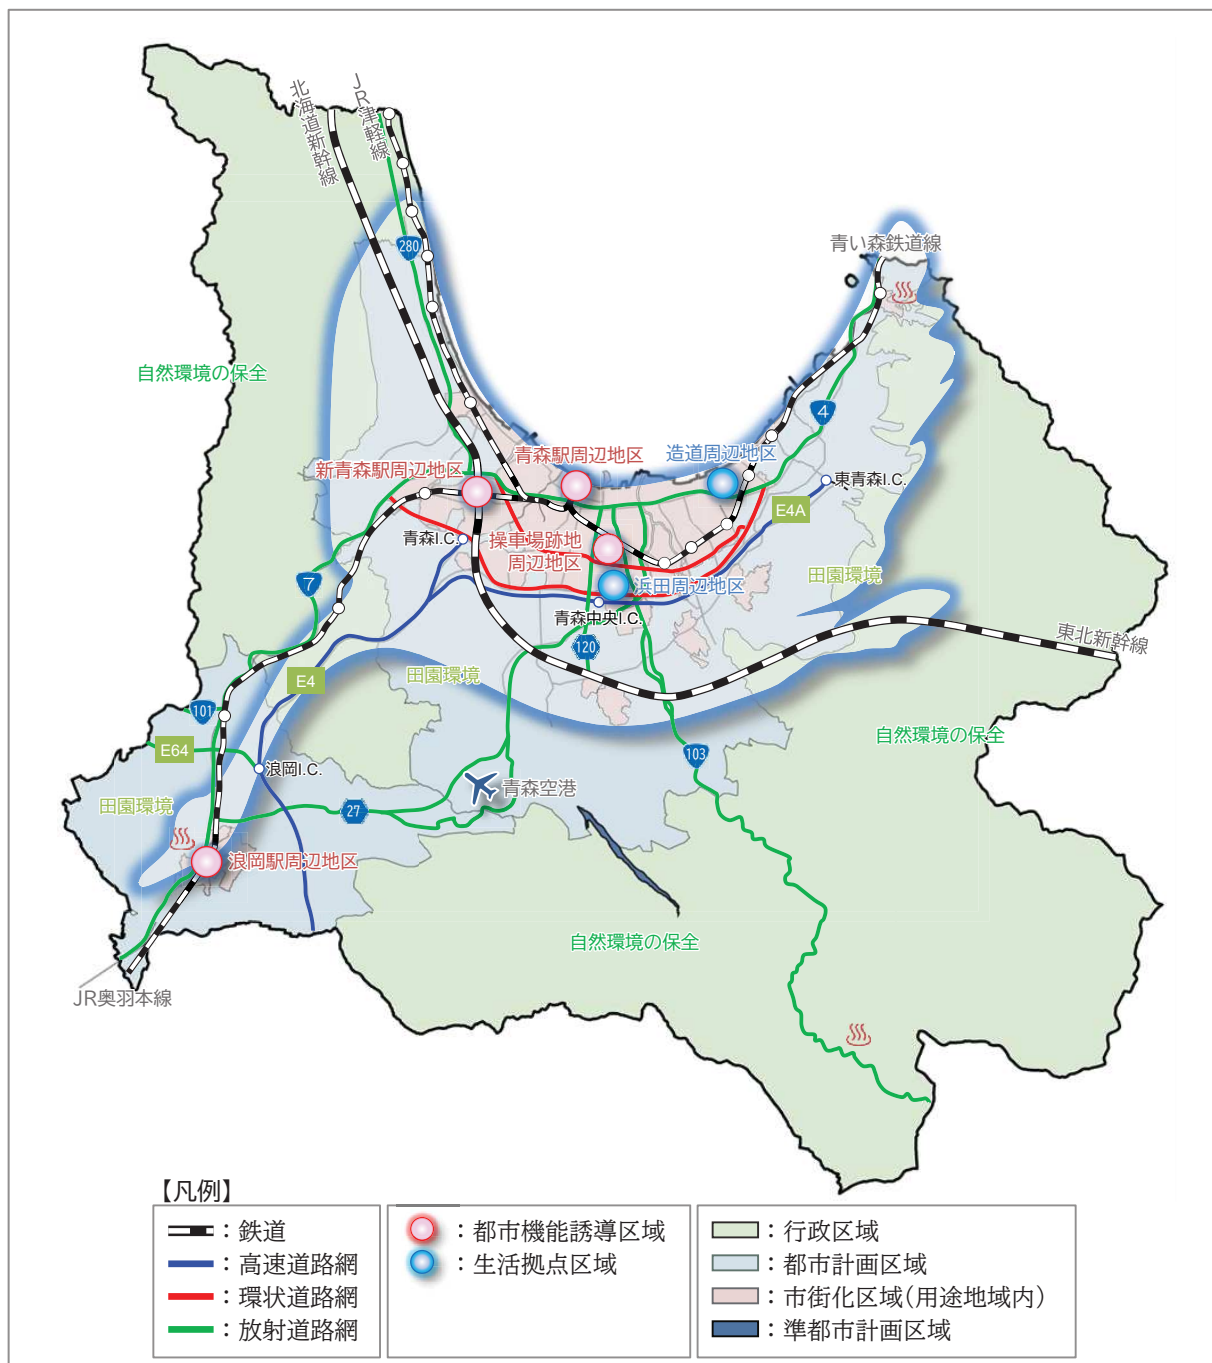 北海道新幹線
JR津軽線
280
青い森鉄道線
自然環境の保全
4
青森駅周辺地区
造道周辺地区
新青森駅周辺地区
東青森I.C.
E4A
青森I.C.
操車場跡地
周辺地区
7
浜田周辺地区
田園環境
青森中央I.C.
東北新幹線
120
田園環境
E4
101
自然環境の保全
E64
103
浪岡I.C.
青森空港
田園環境
27
浪岡駅周辺地区
自然環境の保全
JR奥羽本線
【凡例】
：鉄道
：高速道路網
：環状道路網
：放射道路網
：都市機能誘導区域
：生活拠点区域
：行政区域
：都市計画区域
：市街化区域(用途地域内)
：準都市計画区域